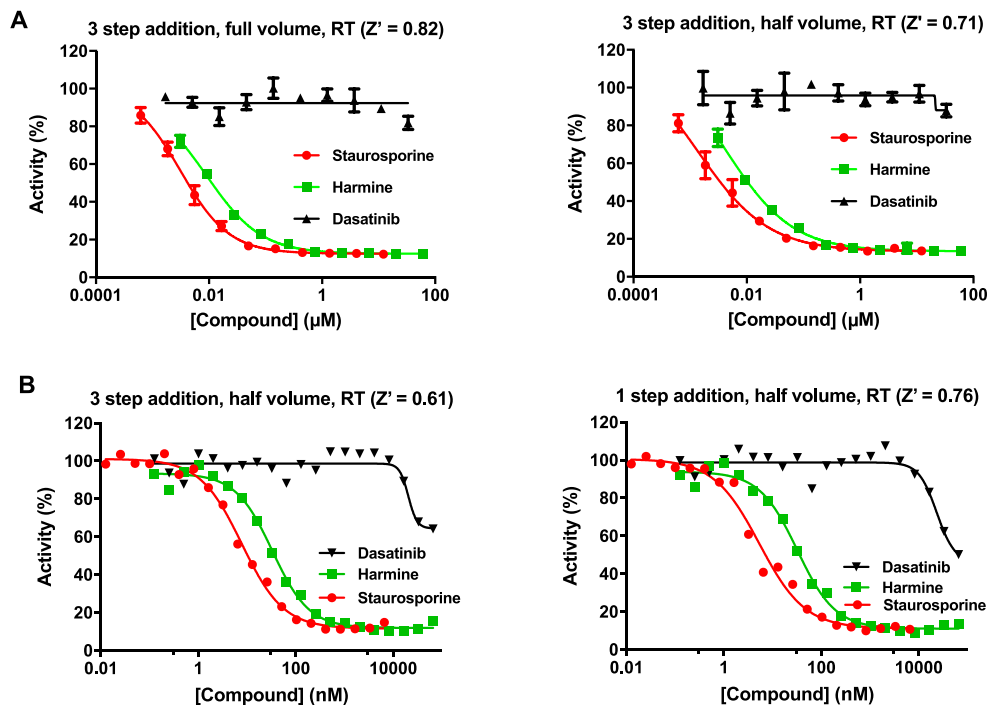 A
3 step addition, full volume, RT (Z’ = 0.82)
120
100
80
60
40
20
0
Activity (%)
Staurosporine
Harmine
Dasatinib
0.0001
0.01
1
100
[Compound] (µM)
3 step addition, half volume, RT (Z' = 0.71)
120
100
80
60
40
20
0
Activity (%)
Staurosporine
Harmine
Dasatinib
0.0001
0.01
1
100
[Compound] (µM)
B
3 step addition, half volume, RT (Z’ = 0.61)
120
100
80
60
40
20
0
Activity (%)
Dasatinib
Harmine
Staurosporine
0.01
1
100
10000
[Compound] (nM)
1 step addition, half volume, RT (Z’ = 0.76)
120
100
80
60
40
20
0
Activity (%)
Dasatinib
Harmine
Staurosporine
0.01
1
100
10000
[Compound] (nM)